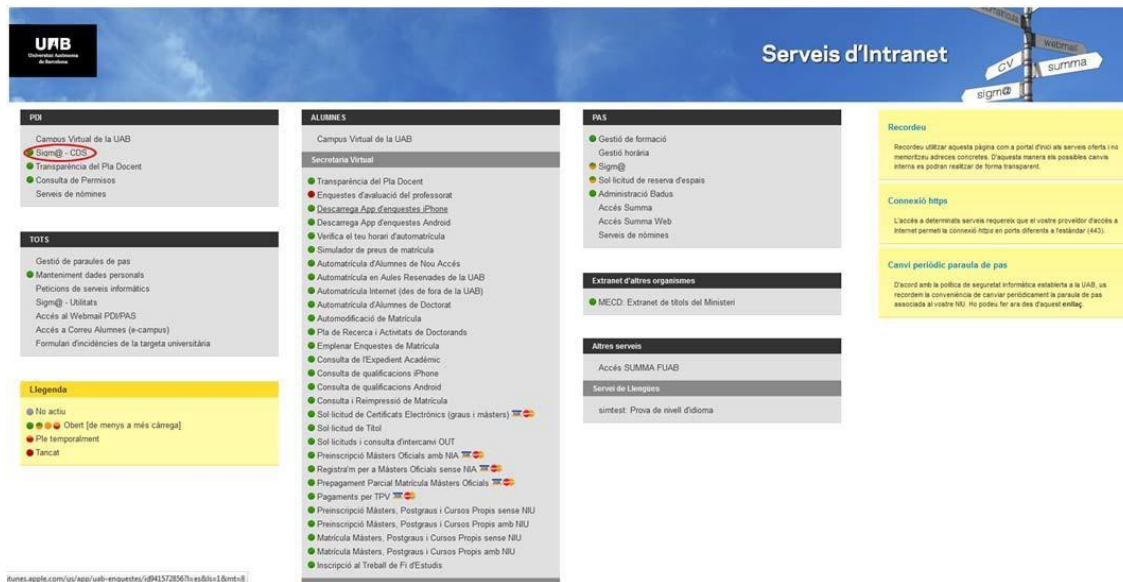 UAB
Universitat Autònoma
de Barcelona
Serveis d'Intranet
webmail
CV
summa
sigm@
PDI
Campus Virtual de la UAB
Sigm@ - CDS
Transparència del Pla Docent
Consulta de Permisos
Serveis de nòmines
TOTS
Gestió de paraules de pas
Manteniment dades personals
Peticions de serveis informàtics
Sigm@ - Utilitats
Accés al Webmail PDI/PAS
Accés a Correu Alumnes (e-campus)
Formulari d'incidències de la targeta universitària
Llegenda
No actiu
Obert [de menys a més càrrega]
Ple temporalment
Tancat
ALUMNES
Campus Virtual de la UAB
Secretaria Virtual
Transparència del Pla Docent
Enquestes d'avaluació del professorat
Descarrega App d'enquestes iPhone
Descarrega App d'enquestes Android
Verifica el teu horari d'automatrícula
Simulador de preus de matrícula
Automatrícula d'Alumnes de Nou Accés
Automatrícula en Aules Reservades de la UAB
Automatrícula Internet (des de fora de la UAB)
Automatrícula d'Alumnes de Doctorat
Automodificació de Matrícula
Pla de Recerca i Activitats de Doctorands
Emplenar Enquestes de Matrícula
Consulta de l'Expedient Acadèmic
Consulta de qualificacions iPhone
Consulta de qualificacions Android
Consulta i Reimpressió de Matrícula
Sol·licitud de Certificats Electrònics (graus i màsters)
Sol·licitud de Títol
Sol·licituds i consulta d'intercanvi OUT
Preinscripció Màsters Oficials amb NIA
Registra'm per a Màsters Oficials sense NIA
Prepagament Parcial Matrícula Màsters Oficials
Pagaments per TPV
Preinscripció Màsters, Postgraus i Cursos Propis sense NIU
Preinscripció Màsters, Postgraus i Cursos Propis amb NIU
Matrícula Màsters, Postgraus i Cursos Propis sense NIU
Matrícula Màsters, Postgraus i Cursos Propis amb NIU
Inscripció al Treball de Fi d'Estudis
PAS
Gestió de formació
Gestió horària
Sigm@
Sol·licitud de reserva d'espais
Administració Badus
Accés Summa
Accés Summa Web
Serveis de nòmines
Extranet d'altres organismes
MECD: Extranet de títols del Ministeri
Altres serveis
Accés SUMMA FUAB
Servei de Llengües
simtest: Prova de nivell d'idioma
Recordeu
Recordeu utilitzar aquesta pàgina com a portal d'inici als serveis oferts i no
memoritzeu adreces concretes. D'aquesta manera els possibles canvis
interns es podran realitzar de forma transparent.
Connexió https
L'accés a determinats serveis requereix que el vostre proveïdor d'accés a
Internet permeti la connexió https en ports diferents a l'estàndar (443).
Canvi periòdic paraula de pas
D'acord amb la política de seguretat informàtica establerta a la UAB, us
recordem la conveniència de canviar periòdicament la paraula de pas
associada al vostre NIU. Ho podeu fer ara des d'aquest enllaç.
itunes.apple.com/us/app/uab-enquestes/id941572856?l=es&ls=1&mt=8